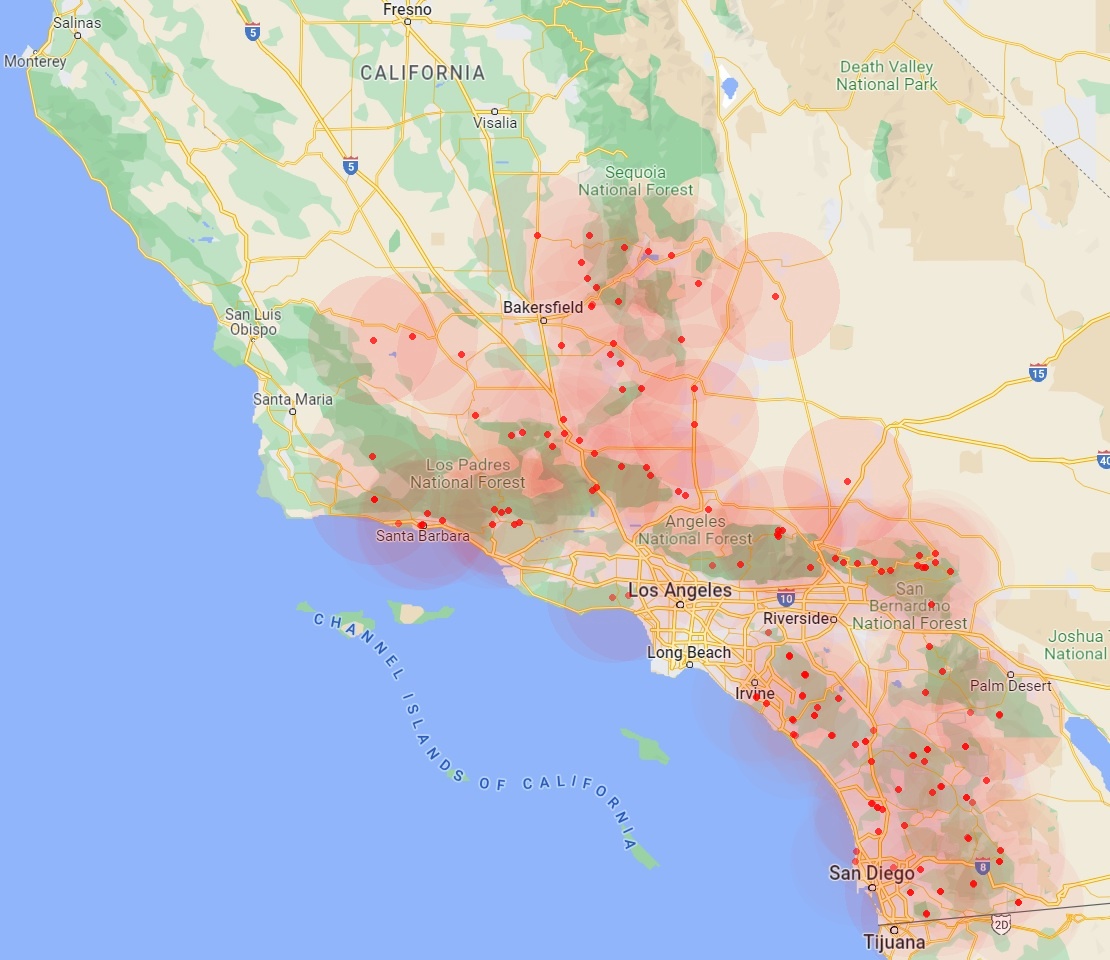 Salinas
Fresno
5
Monterey
CALIFORNIA
Death Valley
National Park
Visalia
5
Sequoia
National Forest
Bakersfield
San Luis
Obispo
15
Santa Maria
40
Los Padres
National Forest
Angeles
National Forest
Santa Barbara
Los Angeles
10
San
Bernardino
National Forest
Riverside
CHANNEL ISLANDS OF CALIFORNIA
Joshua
National
Long Beach
Irvine
Palm Desert
8
San Diego
2D
Tijuana